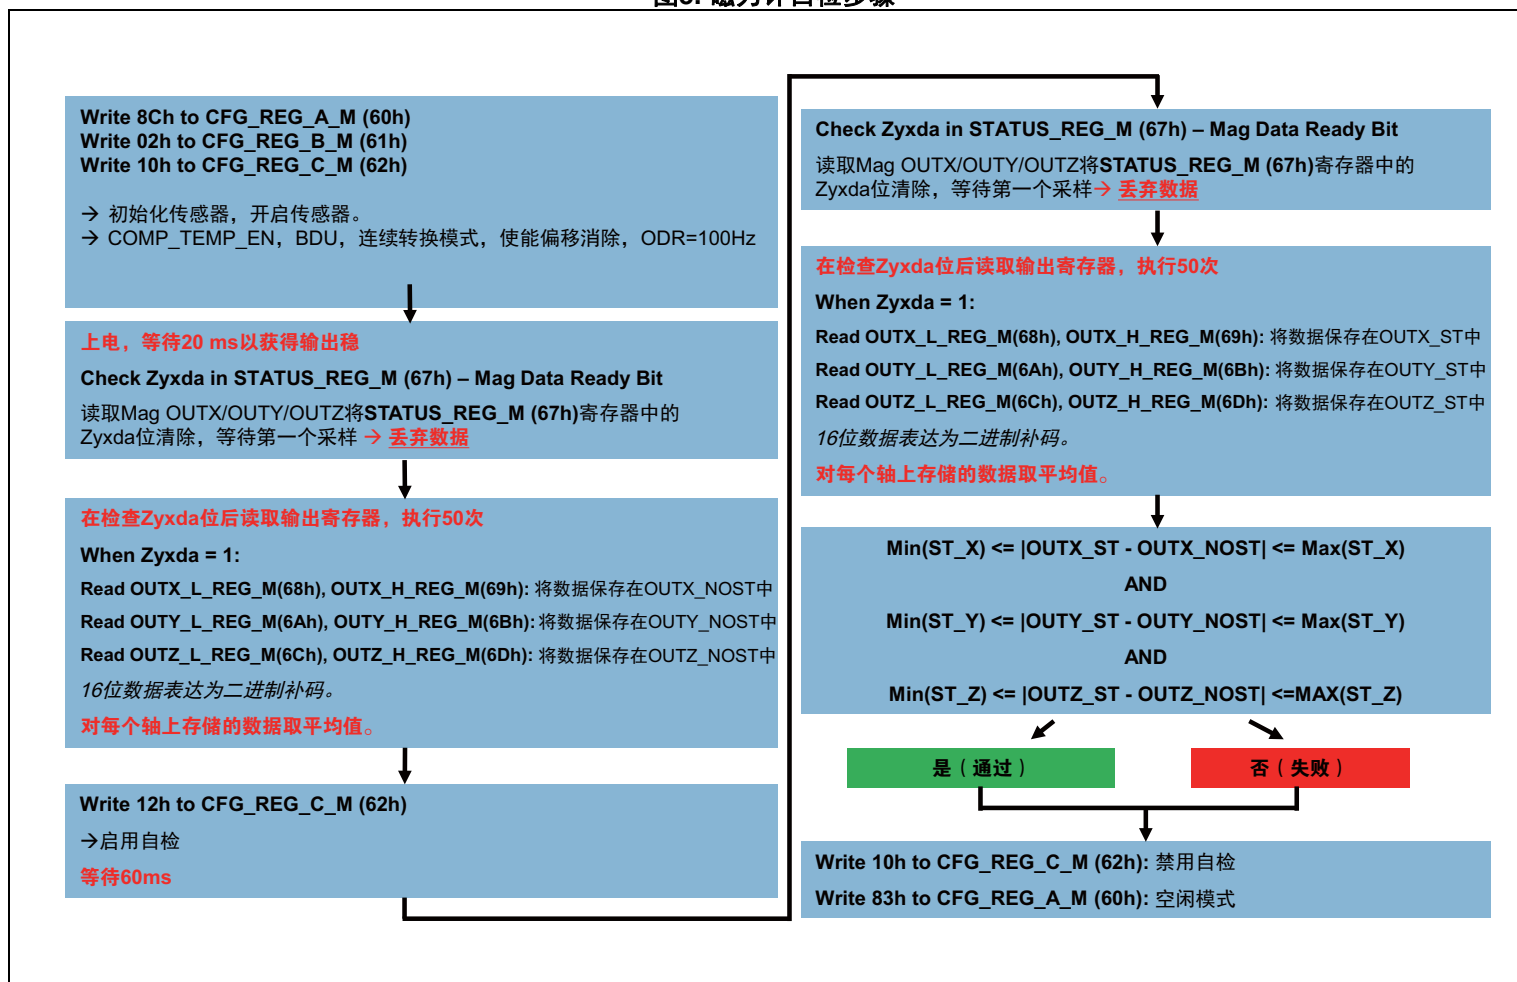 Write 8Ch to CFG_REG_A_M (60h)
Write 02h to CFG_REG_B_M (61h)
Write 10h to CFG_REG_C_M (62h)
→ 初始化传感器，开启传感器。
→ COMP_TEMP_EN，BDU，连续转换模式，使能偏移消除，ODR=100Hz
上电，等待20 ms以获得输出稳
Check Zyxda in STATUS_REG_M (67h) – Mag Data Ready Bit
读取Mag OUTX/OUTY/OUTZ将STATUS_REG_M (67h)寄存器中的
Zyxda位清除，等待第一个采样 → 丢弃数据
在检查Zyxda位后读取输出寄存器，执行50次
When Zyxda = 1:
Read OUTX_L_REG_M(68h), OUTX_H_REG_M(69h): 将数据保存在OUTX_NOST中
Read OUTY_L_REG_M(6Ah), OUTY_H_REG_M(6Bh): 将数据保存在OUTY_NOST中
Read OUTZ_L_REG_M(6Ch), OUTZ_H_REG_M(6Dh): 将数据保存在OUTZ_NOST中
16位数据表达为二进制补码。
对每个轴上存储的数据取平均值。
Write 12h to CFG_REG_C_M (62h)
→启用自检
等待60ms
Check Zyxda in STATUS_REG_M (67h) – Mag Data Ready Bit
读取Mag OUTX/OUTY/OUTZ将STATUS_REG_M (67h)寄存器中的
Zyxda位清除，等待第一个采样→ 丢弃数据
在检查Zyxda位后读取输出寄存器，执行50次
When Zyxda = 1:
Read OUTX_L_REG_M(68h), OUTX_H_REG_M(69h): 将数据保存在OUTX_ST中
Read OUTY_L_REG_M(6Ah), OUTY_H_REG_M(6Bh): 将数据保存在OUTY_ST中
Read OUTZ_L_REG_M(6Ch), OUTZ_H_REG_M(6Dh): 将数据保存在OUTZ_ST中
16位数据表达为二进制补码。
对每个轴上存储的数据取平均值。
Min(ST_X) <= |OUTX_ST - OUTX_NOST| <= Max(ST_X)
AND
Min(ST_Y) <= |OUTY_ST - OUTY_NOST| <= Max(ST_Y)
AND
Min(ST_Z) <= |OUTZ_ST - OUTZ_NOST| <=MAX(ST_Z)
是（通过）
否（失败）
Write 10h to CFG_REG_C_M (62h): 禁用自检
Write 83h to CFG_REG_A_M (60h): 空闲模式